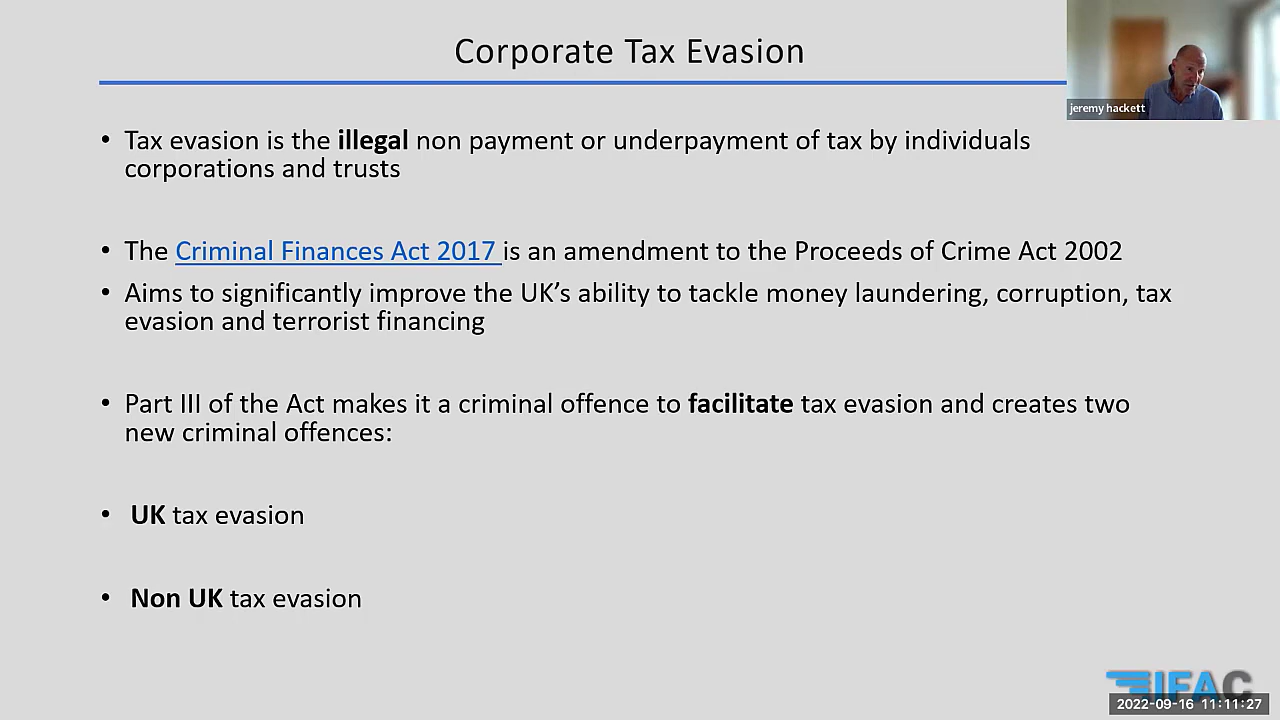 Corporate Tax Evasion
jeremy hackett
• Tax evasion is the illegal non payment or underpayment of tax by individuals
corporations and trusts
• The Criminal Finances Act 2017 is an amendment to the Proceeds of Crime Act 2002
• Aims to significantly improve the UK’s ability to tackle money laundering, corruption, tax
evasion and terrorist financing
• Part III of the Act makes it a criminal offence to facilitate tax evasion and creates two
new criminal offences:
• UK tax evasion
• Non UK tax evasion
IFAC
2022-09-16 11:11:27